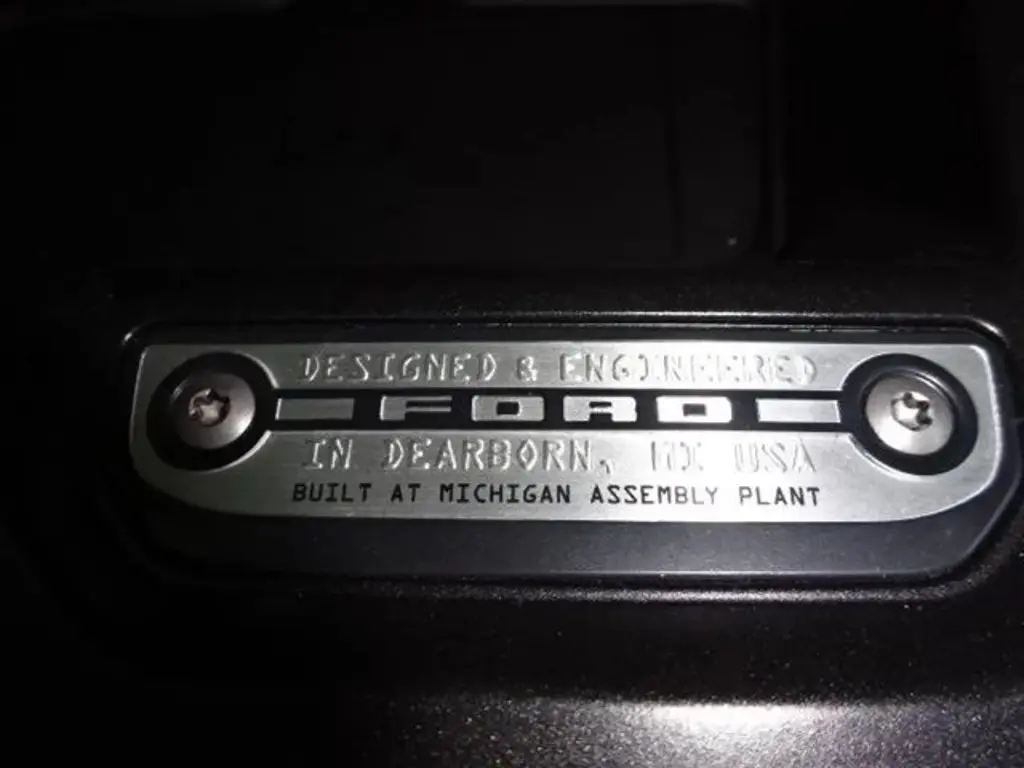 DESIGNED & ENGINEERED
FORD
IN DEARBORN, MI USA
BUILT AT MICHIGAN ASSEMBLY PLANT